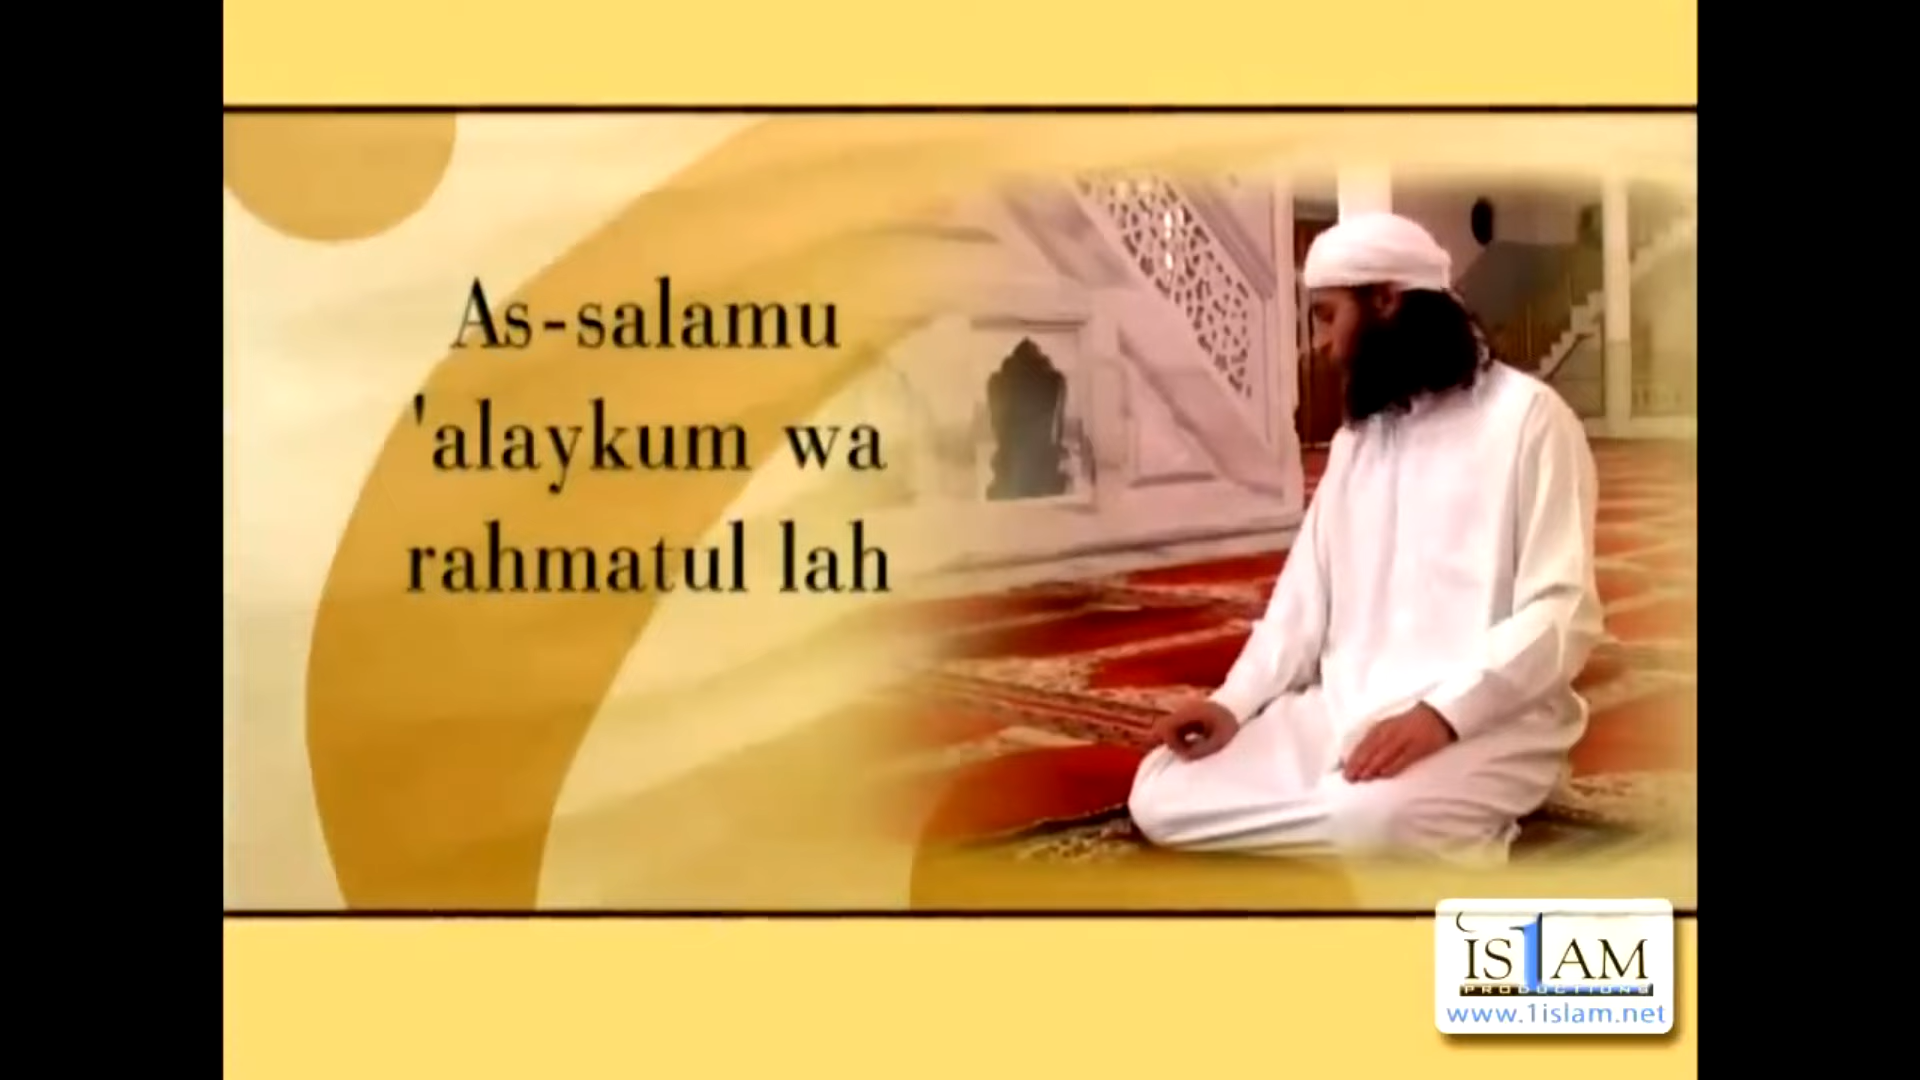 As-salamu
'alaykum wa
rahmatul lah
IS1AM
PRODUCTIONS
www.1islam.net